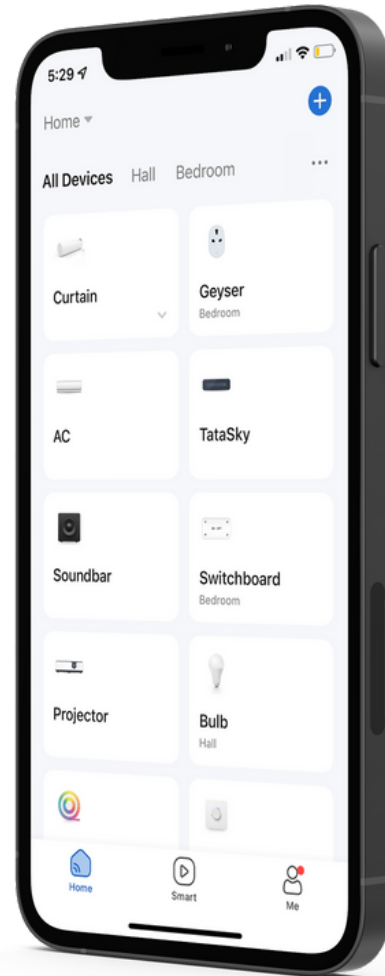 5:29
Home
All Devices Hall Bedroom
Curtain
Geyser
Bedroom
AC
TataSky
Soundbar
Switchboard
Bedroom
Projector
Bulb
Hall
Home
Smart
Me